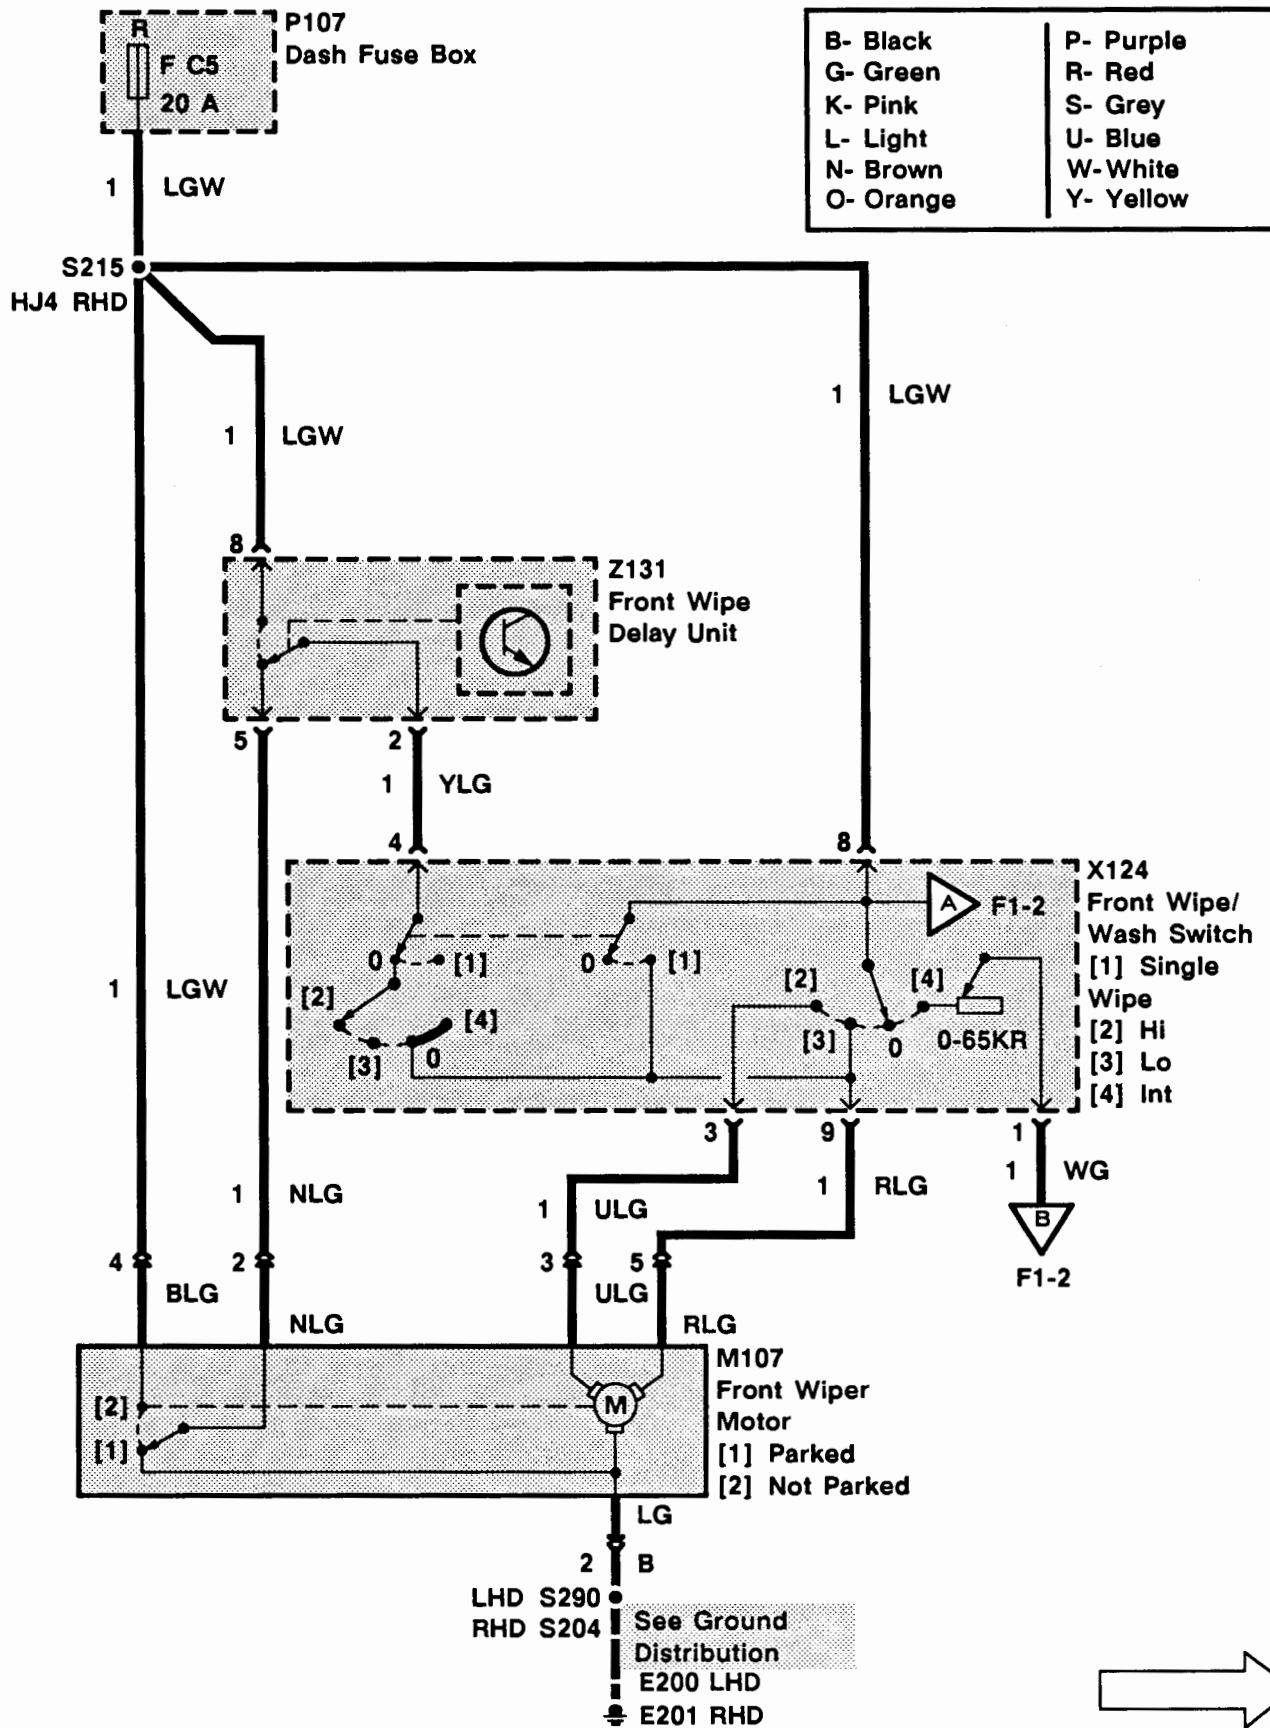 R
P107
Dash Fuse Box
F C5
20 A
B- Black
G- Green
K- Pink
L- Light
N- Brown
O- Orange
P- Purple
R- Red
S- Grey
U- Blue
W- White
Y- Yellow
1 LGW
S215
HJ4 RHD
1 LGW
1 LGW
8
Z131
Front Wipe
Delay Unit
5
2
1 YLG
4
8
X124
Front Wipe/
Wash Switch
[1] Single
Wipe
[2] Hi
[3] Lo
[4] Int
A F1-2
0 [1]
0 [1]
[2]
[4]
[3]
0
[2]
[4]
[3]
0
0-65KR
1 LGW
3
9
1
1 NLG
1 ULG
1 RLG
1 WG
B
F1-2
4
2
3
5
BLG
ULG
NLG
RLG
M107
Front Wiper
Motor
[1] Parked
[2] Not Parked
[2]
[1]
M
LG
2 B
LHD S290
RHD S204
See Ground
Distribution
E200 LHD
E201 RHD